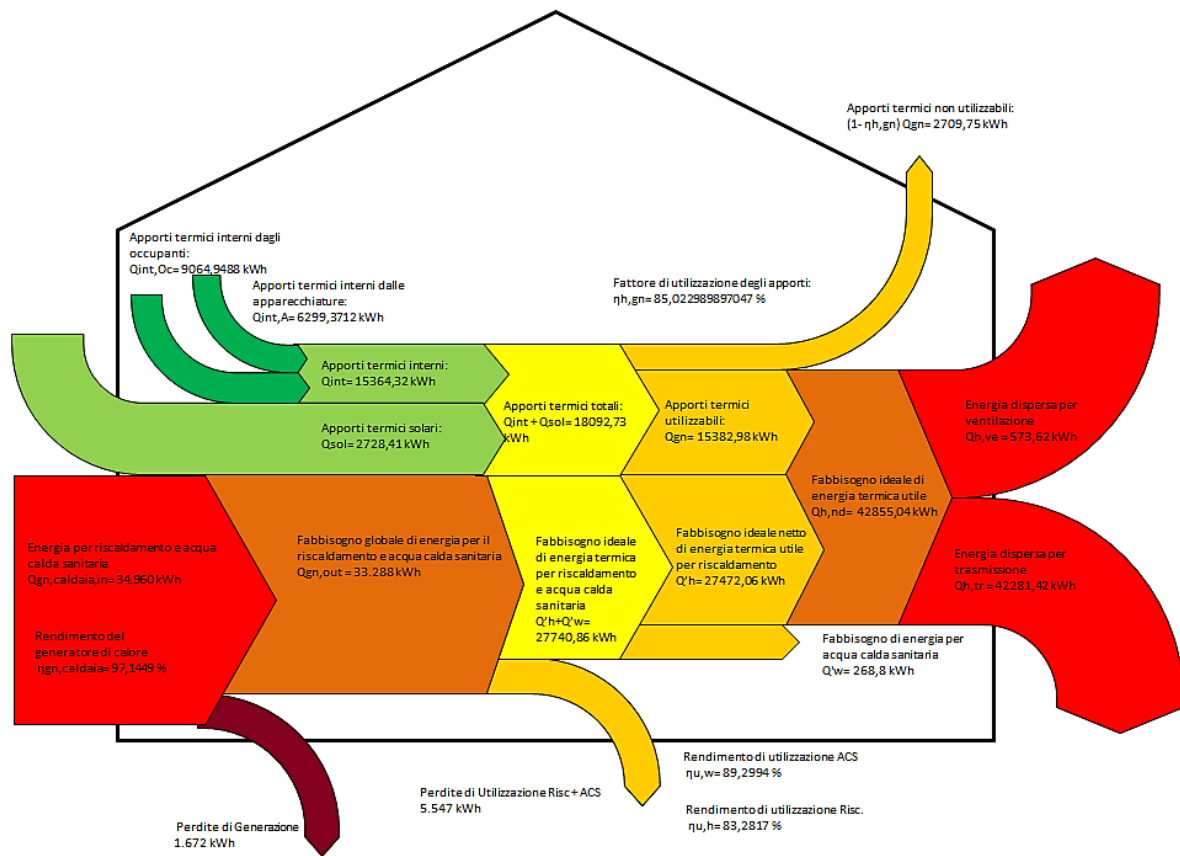 Apporti termici non utilizzabili:
(1- ηh,gn) Qgn= 2709,75 kWh
Apporti termici interni dagli
occupanti:
Qint,Oc= 9064,9488 kWh
Apporti termici interni dalle
apparecchiature:
Qint,A= 6299,3712 kWh
Fattore di utilizzazione degli apporti:
ηh,gn= 85,022989897047 %
Apporti termici interni:
Qint= 15364,32 kWh
Apporti termici solari:
Qsol= 2728,41 kWh
Apporti termici totali:
Qint + Qsol= 18092,73
kWh
Apporti termici
utilizzabili:
Qgn= 15382,98 kWh
Energia dispersa per
ventilazione
Qh,ve = 573,62 kWh
Fabbisogno ideale di
energia termica utile
Qh,nd= 42855,04 kWh
Energia per riscaldamento e acqua
calda sanitaria
Qgn,caldaia,in= 34.960 kWh
Rendimento del
generatore di calore
ηgn,caldaia= 97,1449 %
Fabbisogno globale di energia per il
riscaldamento e acqua calda sanitaria
Qgn,out = 33.288 kWh
Fabbisogno ideale
di energia termica
per riscaldamento
e acqua calda
sanitaria
Q'h+Q'w=
27740,86 kWh
Fabbisogno ideale netto
di energia termica utile
per riscaldamento
Q'h= 27472,06 kWh
Energia dispersa per
trasmissione
Qh,tr = 42281,42 kWh
Fabbisogno di energia per
acqua calda sanitaria
Q'w= 268,8 kWh
Rendimento di utilizzazione ACS
ηu,w= 89,2994 %
Rendimento di utilizzazione Risc.
ηu,h= 83,2817 %
Perdite di Utilizzazione Risc + ACS
5.547 kWh
Perdite di Generazione
1.672 kWh